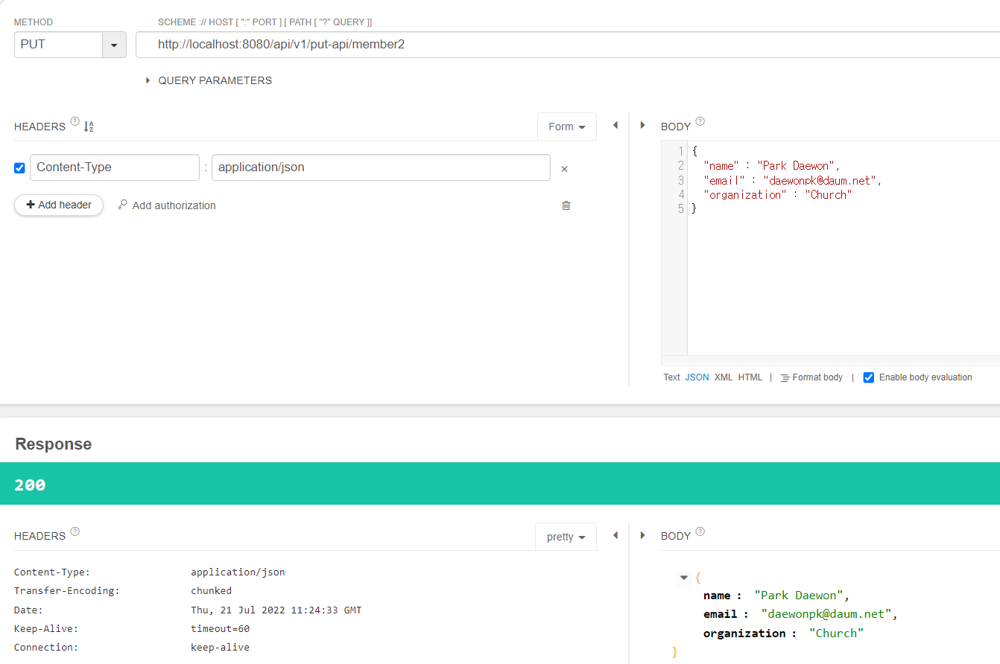 METHOD
SCHEME :// HOST [ ":" PORT ] [ PATH [ "?" QUERY ]]
PUT
http://localhost:8080/api/v1/put-api/member2
QUERY PARAMETERS
HEADERS ?
Form
BODY ?
Content-Type : application/json ×
+ Add header
Add authorization
1 {
2 "name" : "Park Daewon",
3 "email" : "daewonpk@daum.net",
4 "organization" : "Church"
5 }
Text JSON XML HTML | Format body | Enable body evaluation
Response
200
HEADERS ?
pretty
BODY ?
Content-Type: application/json
Transfer-Encoding: chunked
Date: Thu, 21 Jul 2022 11:24:33 GMT
Keep-Alive: timeout=60
Connection: keep-alive
{
name : "Park Daewon",
email : "daewonpk@daum.net",
organization : "Church"
}